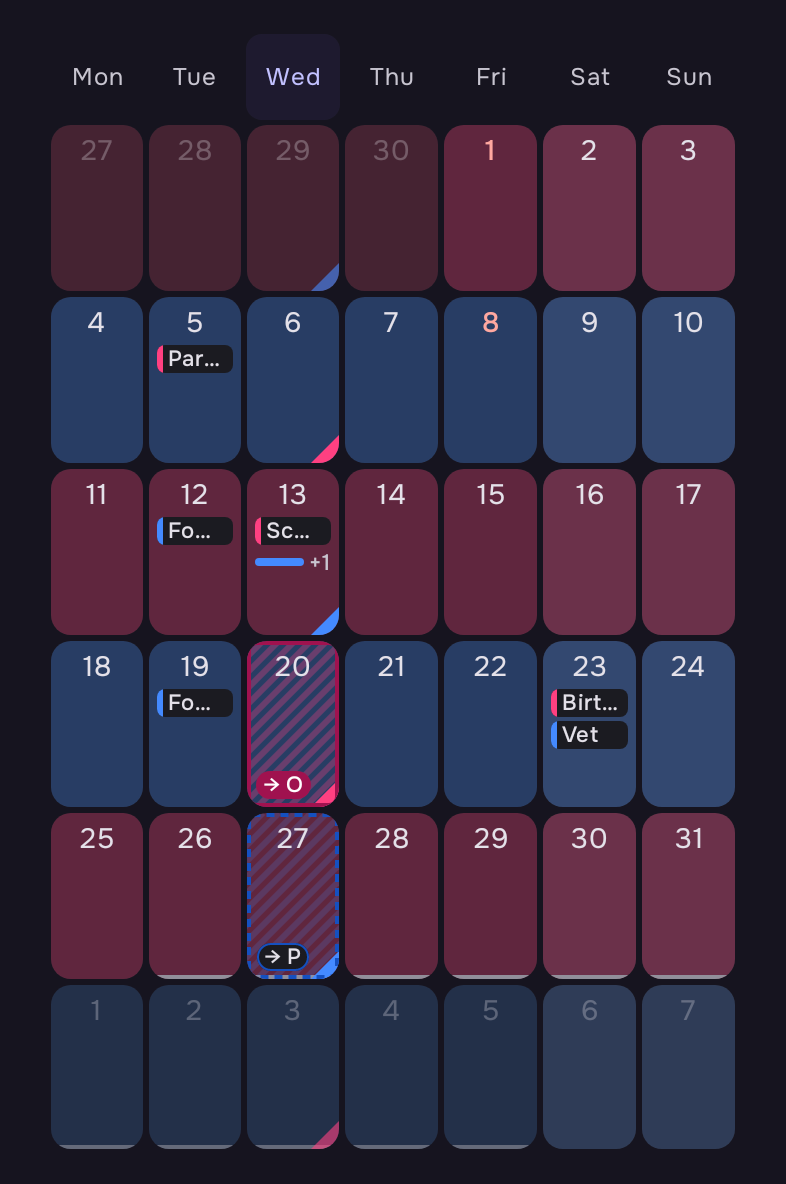 Mon Tue Wed Thu Fri Sat Sun
27 28 29 30 1 2 3
4 5 6 7 8 9 10
Par...
11 12 13 14 15 16 17
Fo... Sc...
+1
18 19 20 21 22 23 24
Fo... Birt...
Vet
→ O
25 26 27 28 29 30 31
→ P
1 2 3 4 5 6 7